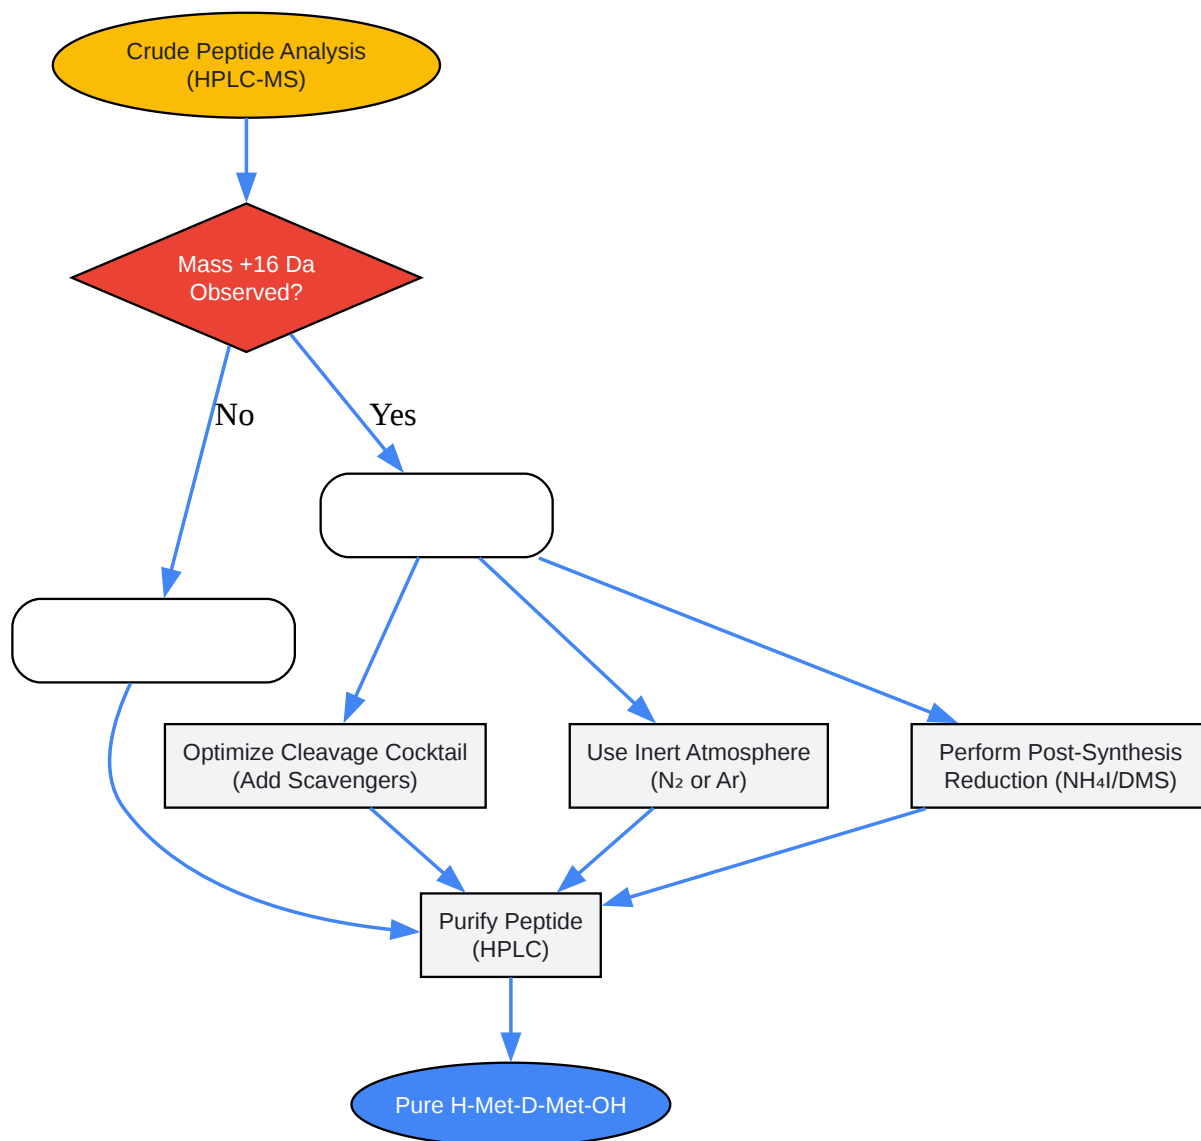 Crude Peptide Analysis
(HPLC-MS)
Mass +16 Da
Observed?
No
Yes
Optimize Cleavage Cocktail
(Add Scavengers)
Use Inert Atmosphere
(N₂ or Ar)
Perform Post-Synthesis
Reduction (NH₄I/DMS)
Purify Peptide
(HPLC)
Pure H-Met-D-Met-OH